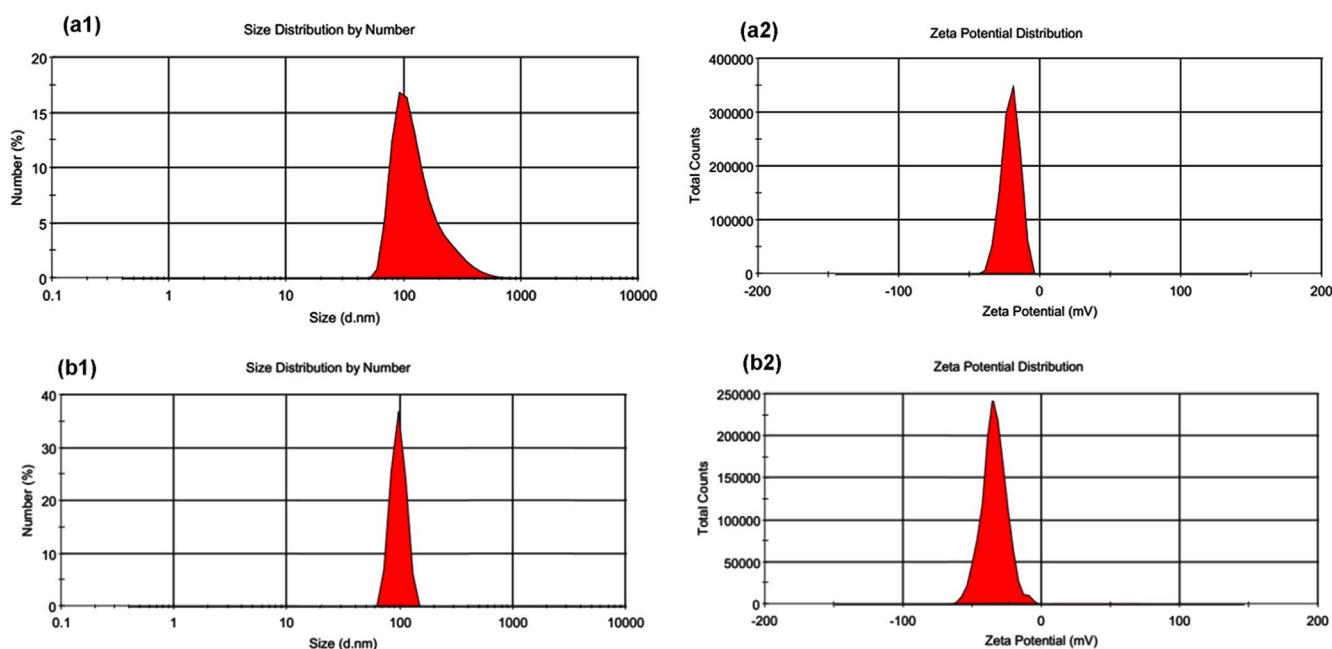 (a1)
Size Distribution by Number
20
15
10
5
0
Number (%)
0.1 1 10 100 1000 10000
Size (d.nm)
(a2)
Zeta Potential Distribution
400000
300000
200000
100000
0
Total Counts
-200 -100 0 100 200
Zeta Potential (mV)
(b1)
Size Distribution by Number
40
30
20
10
0
Number (%)
0.1 1 10 100 1000 10000
Size (d.nm)
(b2)
Zeta Potential Distribution
250000
200000
150000
100000
50000
0
Total Counts
-200 -100 0 100 200
Zeta Potential (mV)